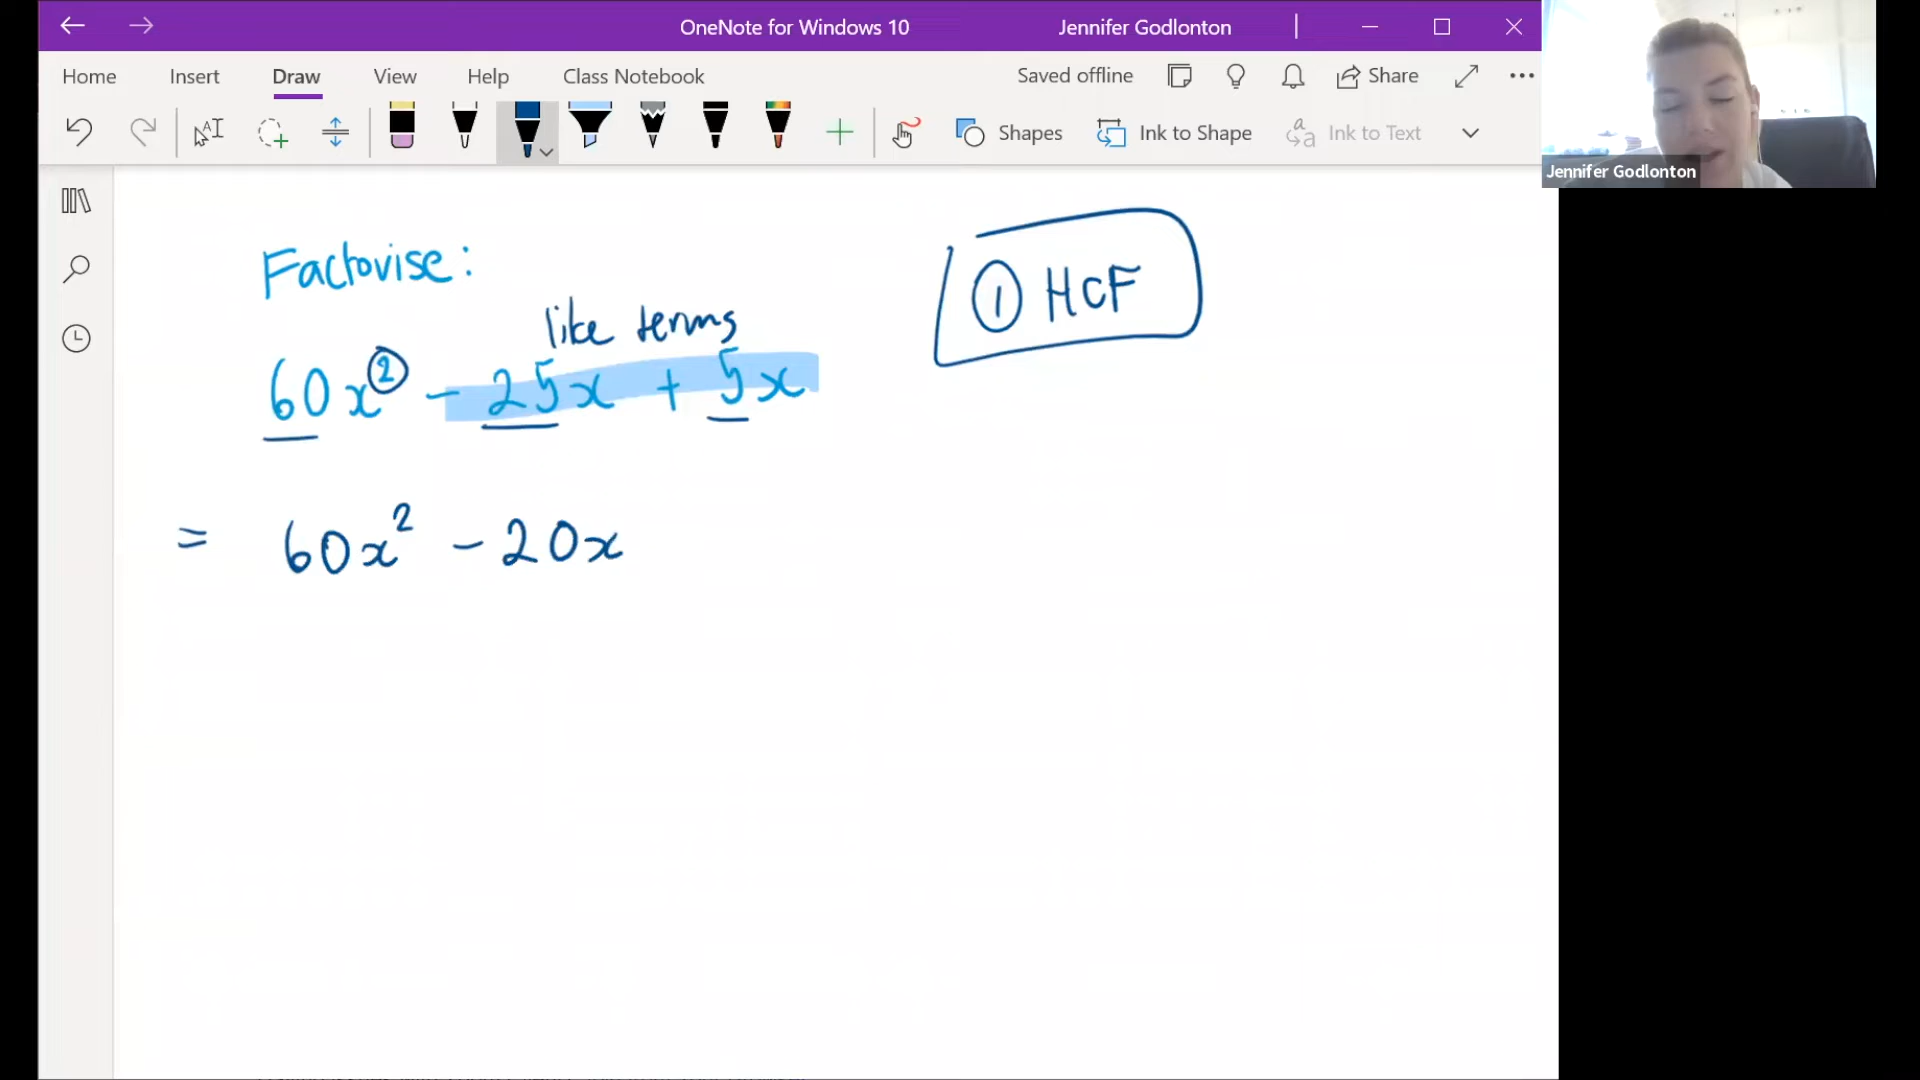 OneNote for Windows 10
Jennifer Godlonton
Home Insert Draw View Help Class Notebook
Saved offline
Share
Shapes
Ink to Shape
Ink to Text
Jennifer Godlonton
Factorise:
① HCF
like terms
60x² - 25x + 5x
= 60x² - 20x